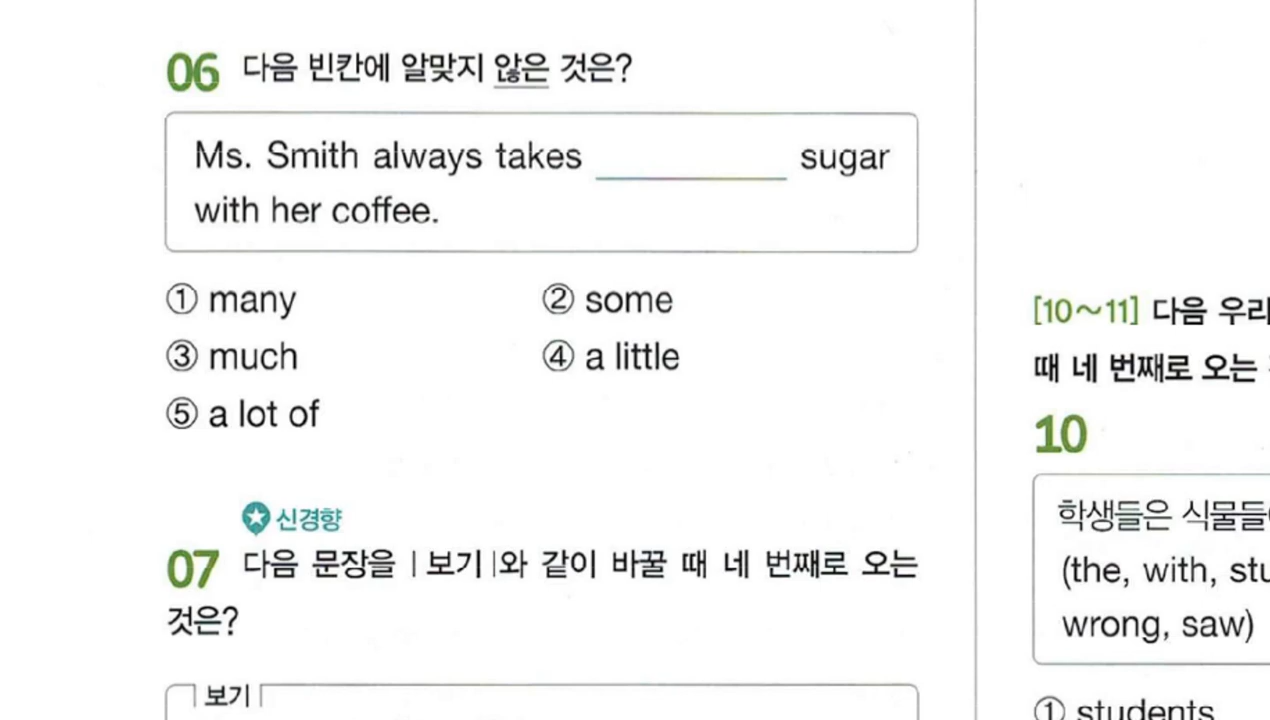 06 다음 빈칸에 알맞지 않은 것은?
Ms. Smith always takes __________ sugar
with her coffee.
① many ② some
③ much ④ a little
⑤ a lot of
신경향
07 다음 문장을 | 보기 |와 같이 바꿀 때 네 번째로 오는
것은?
보기
[10~11] 다음 우리
때 네 번째로 오는
10
학생들은 식물들
(the, with, stu
wrong, saw)
① students